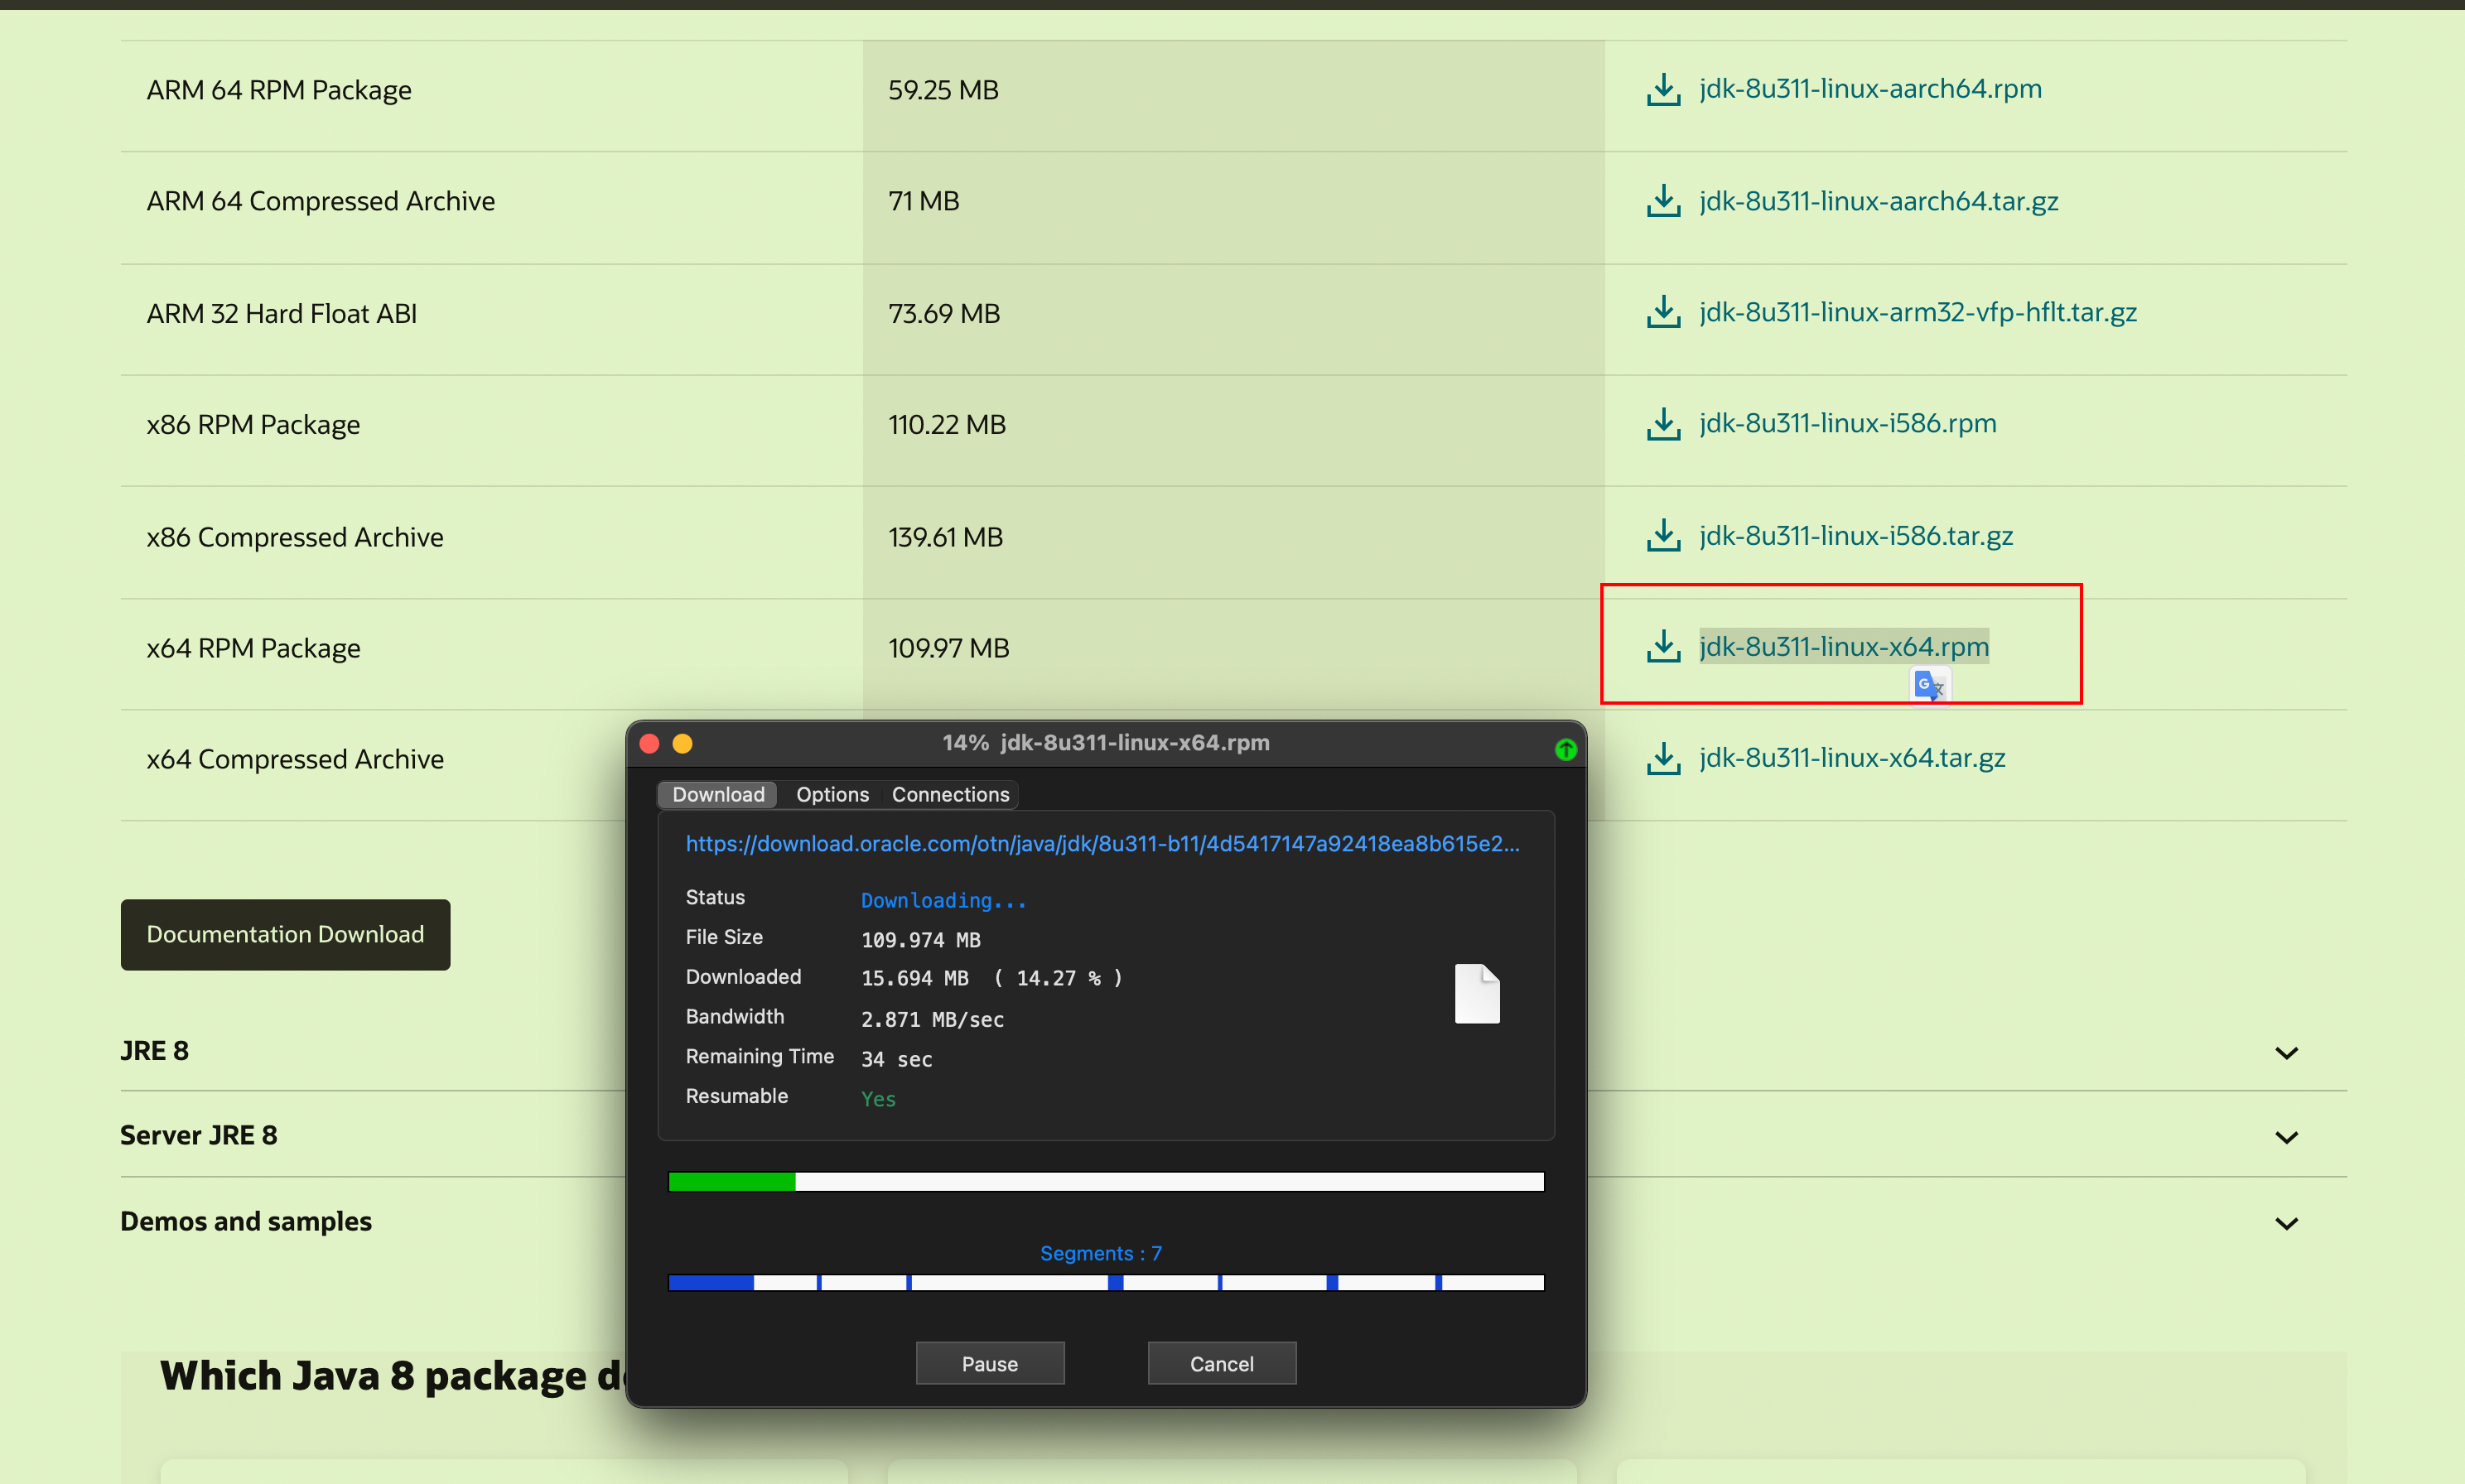 ARM 64 RPM Package 59.25 MB jdk-8u311-linux-aarch64.rpm
ARM 64 Compressed Archive 71 MB jdk-8u311-linux-aarch64.tar.gz
ARM 32 Hard Float ABI 73.69 MB jdk-8u311-linux-arm32-vfp-hflt.tar.gz
x86 RPM Package 110.22 MB jdk-8u311-linux-i586.rpm
x86 Compressed Archive 139.61 MB jdk-8u311-linux-i586.tar.gz
x64 RPM Package 109.97 MB jdk-8u311-linux-x64.rpm
G 文
x64 Compressed Archive jdk-8u311-linux-x64.tar.gz
14% jdk-8u311-linux-x64.rpm
Download Options Connections
https://download.oracle.com/otn/java/jdk/8u311-b11/4d5417147a92418ea8b615e2...
Status Downloading...
File Size 109.974 MB
Downloaded 15.694 MB ( 14.27 % )
Bandwidth 2.871 MB/sec
Remaining Time 34 sec
Resumable Yes
Segments : 7
Pause Cancel
Documentation Download
JRE 8
Server JRE 8
Demos and samples
Which Java 8 package